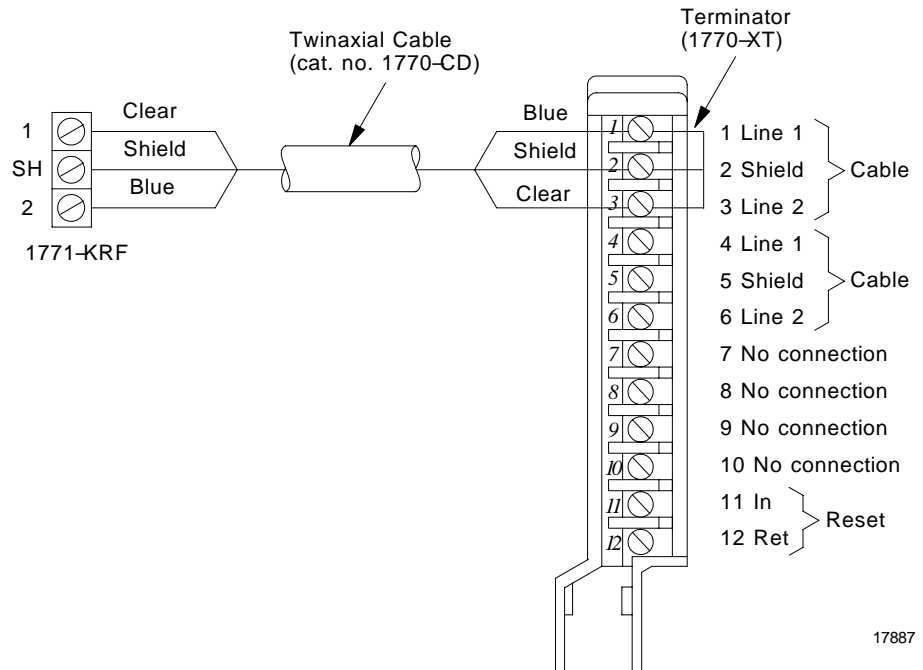 Terminator
(1770–XT)
Twinaxial Cable
(cat. no. 1770–CD)
1
SH
2
Clear
Shield
Blue
1771–KRF
Blue
Shield
Clear
1
2
3
4
5
6
7
8
9
10
11
12
1 Line 1
2 Shield
3 Line 2
Cable
4 Line 1
5 Shield
6 Line 2
Cable
7 No connection
8 No connection
9 No connection
10 No connection
11 In
12 Ret
Reset
17887